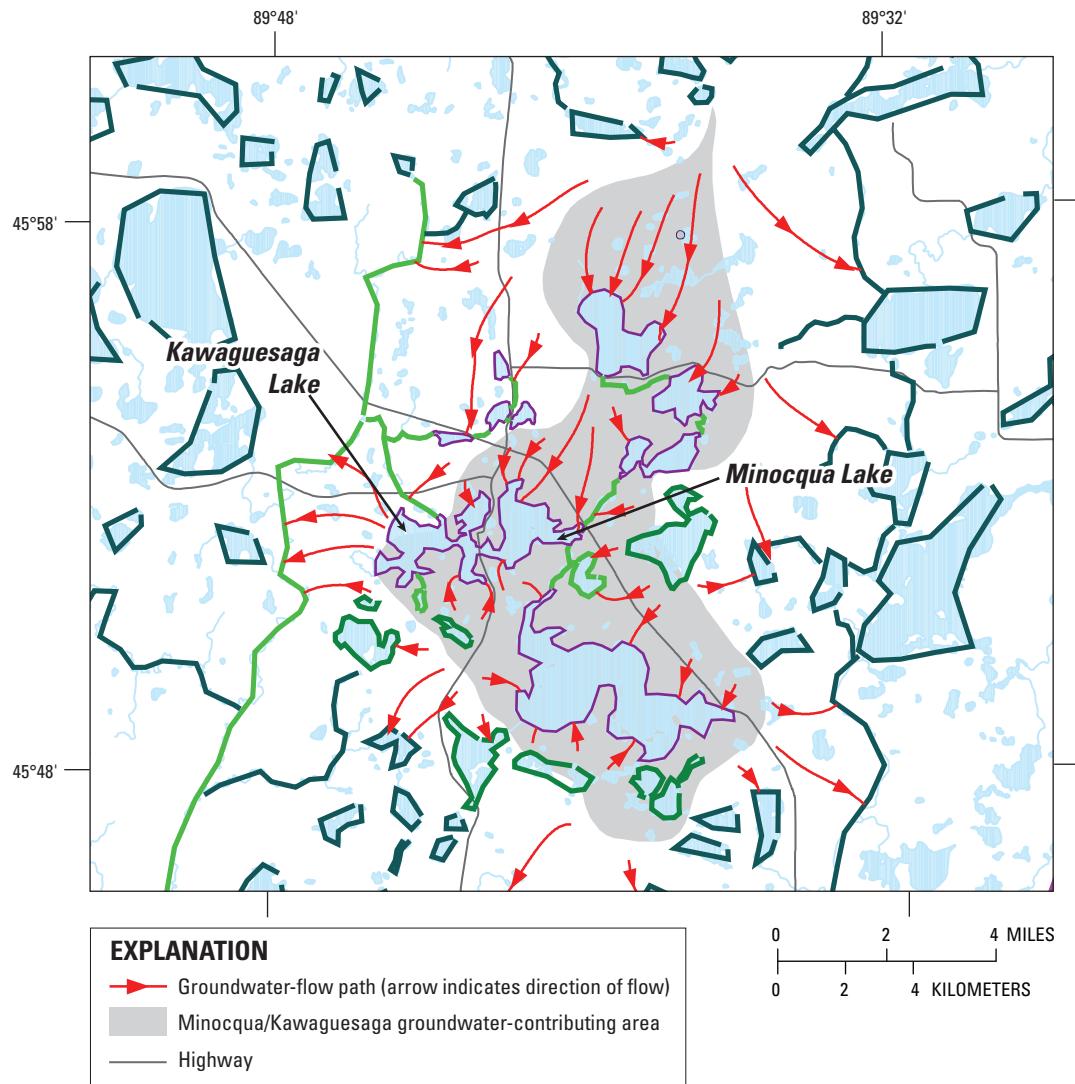 89°48'
89°32'
45°58'
Kawaguesaga
Lake
Minocqua Lake
45°48'
EXPLANATION
Groundwater-flow path (arrow indicates direction of flow)
Minocqua/Kawaguesaga groundwater-contributing area
Highway
0 2 4 MILES
0 2 4 KILOMETERS